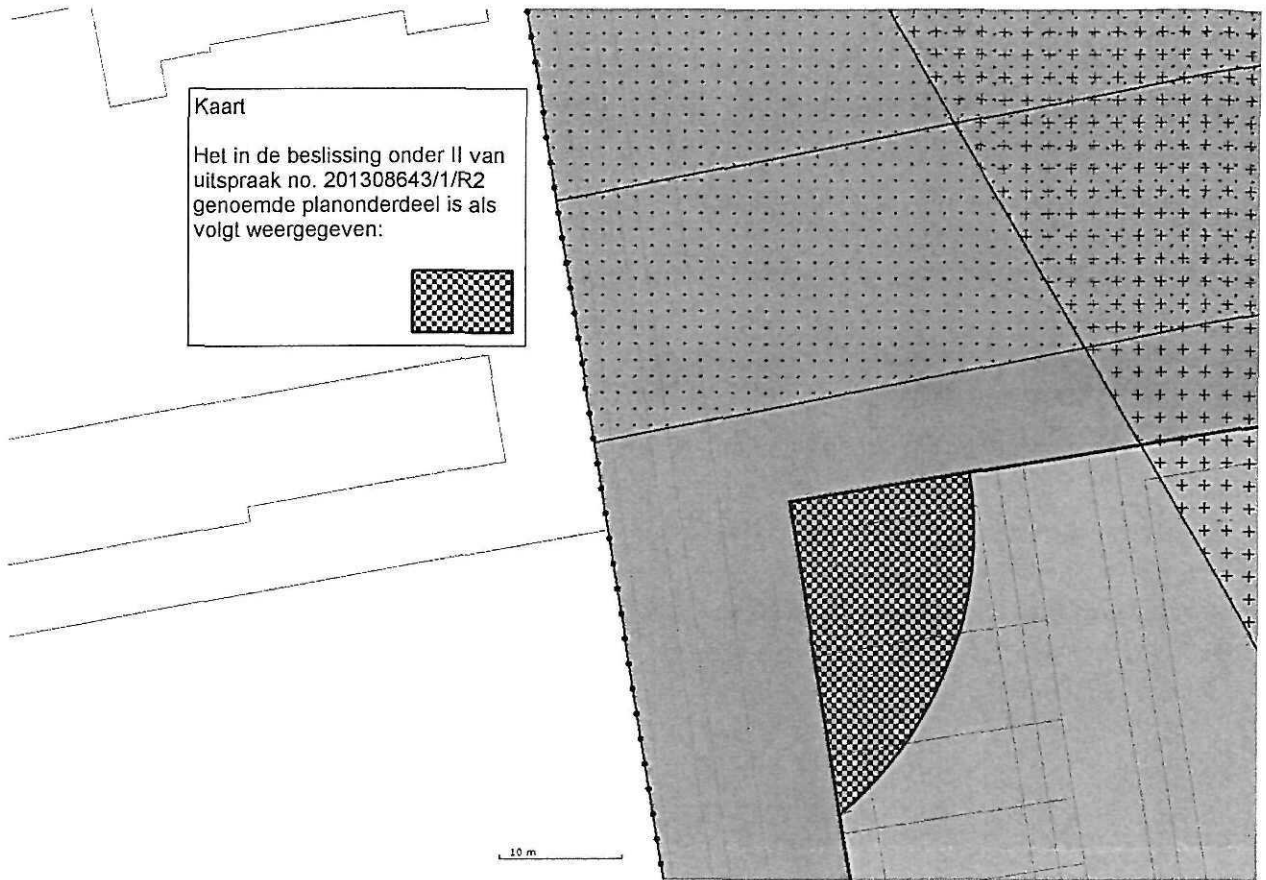 Kaart
Het in de beslissing onder II van
uitspraak no. 201308643/1/R2
genoemde planonderdeel is als
volgt weergegeven:
10 m